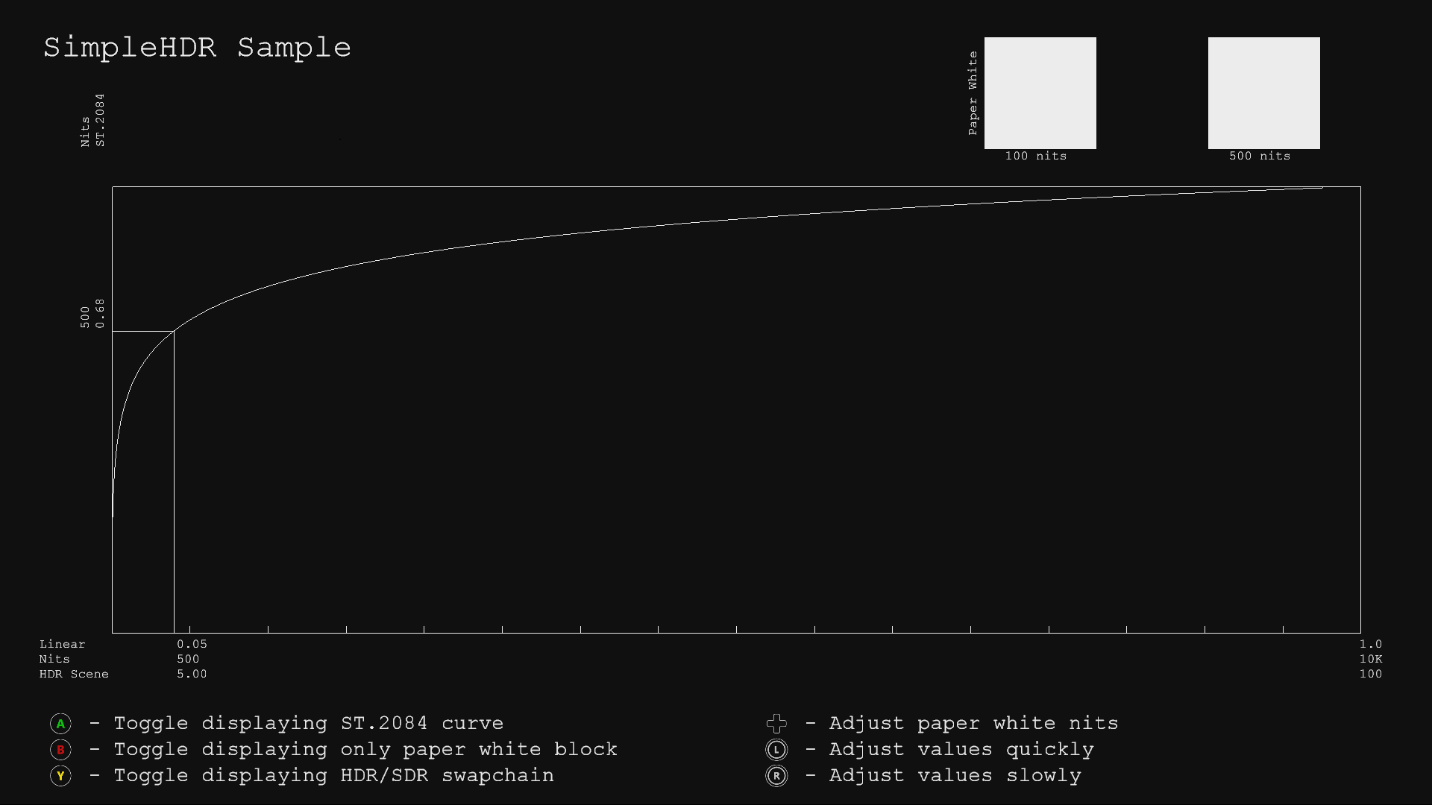 SimpleHDR Sample
Nits
ST.2084
Paper White
100 nits
500 nits
500
0.68
Linear 0.05 1.0
Nits 500 10K
HDR Scene 5.00 100
A - Toggle displaying ST.2084 curve
B - Toggle displaying only paper white block
Y - Toggle displaying HDR/SDR swapchain
- Adjust paper white nits
L - Adjust values quickly
R - Adjust values slowly